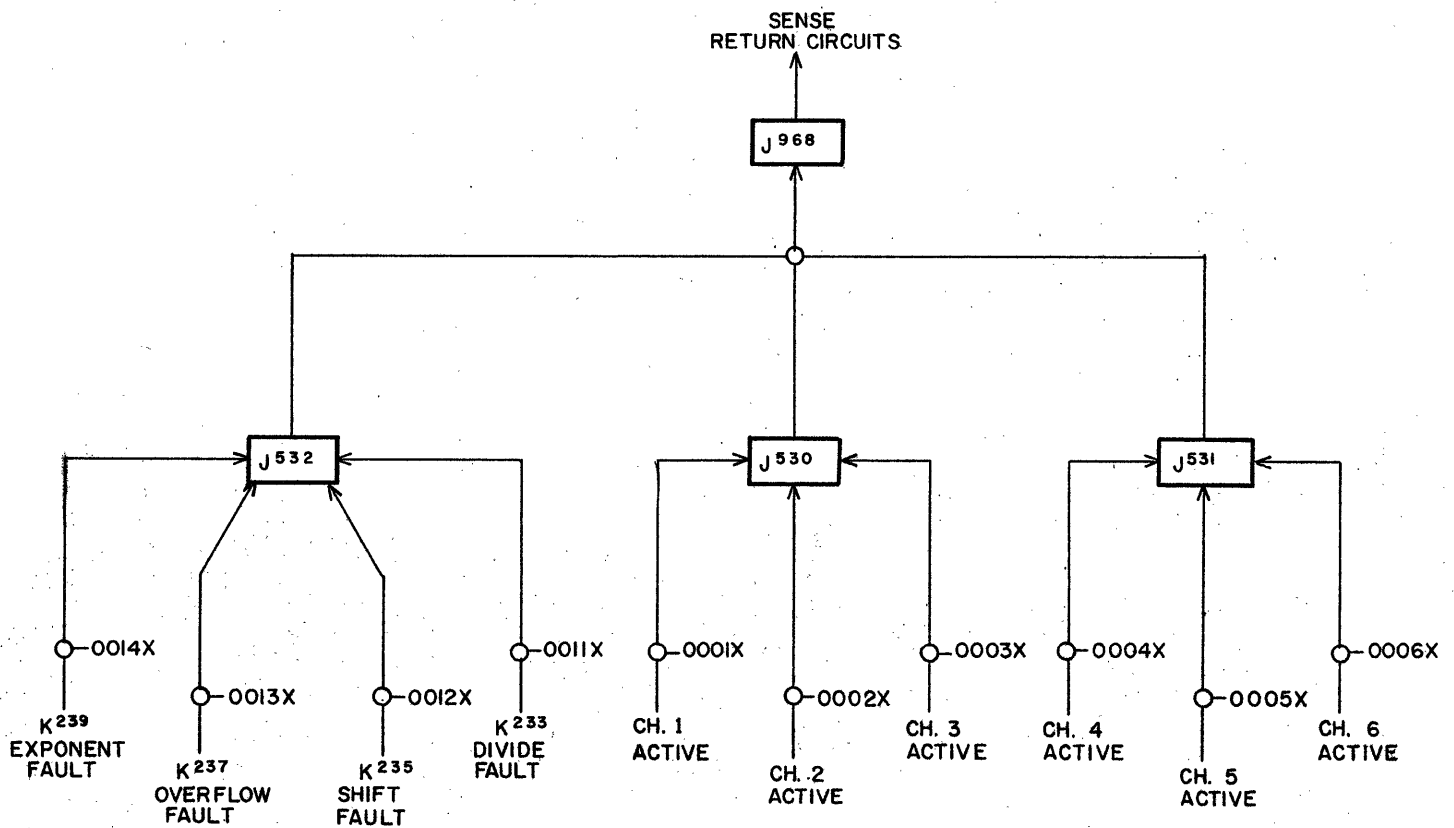 SENSE
RETURN CIRCUITS
J968
J532
J530
J531
0014X
0013X
0012X
0011X
0001X
0002X
0003X
0004X
0005X
0006X
K239
EXPONENT
FAULT
K237
OVERFLOW
FAULT
K235
SHIFT
FAULT
K233
DIVIDE
FAULT
CH. 1
ACTIVE
CH. 2
ACTIVE
CH. 3
ACTIVE
CH. 4
ACTIVE
CH. 5
ACTIVE
CH. 6
ACTIVE